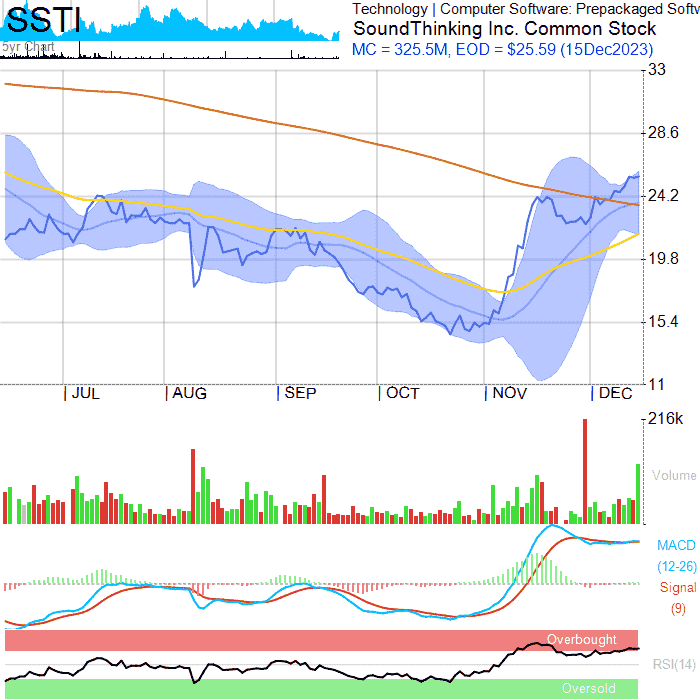 SSTI
5yr Chart
Technology | Computer Software: Prepackaged Softw
SoundThinking Inc. Common Stock
MC = 325.5M, EOD = $25.59 (15Dec2023)
33
28.6
24.2
19.8
15.4
11
JUL
AUG
SEP
OCT
NOV
DEC
216k
Volume
MACD
(12-26)
Signal
(9)
Overbought
RSI(14)
Oversold